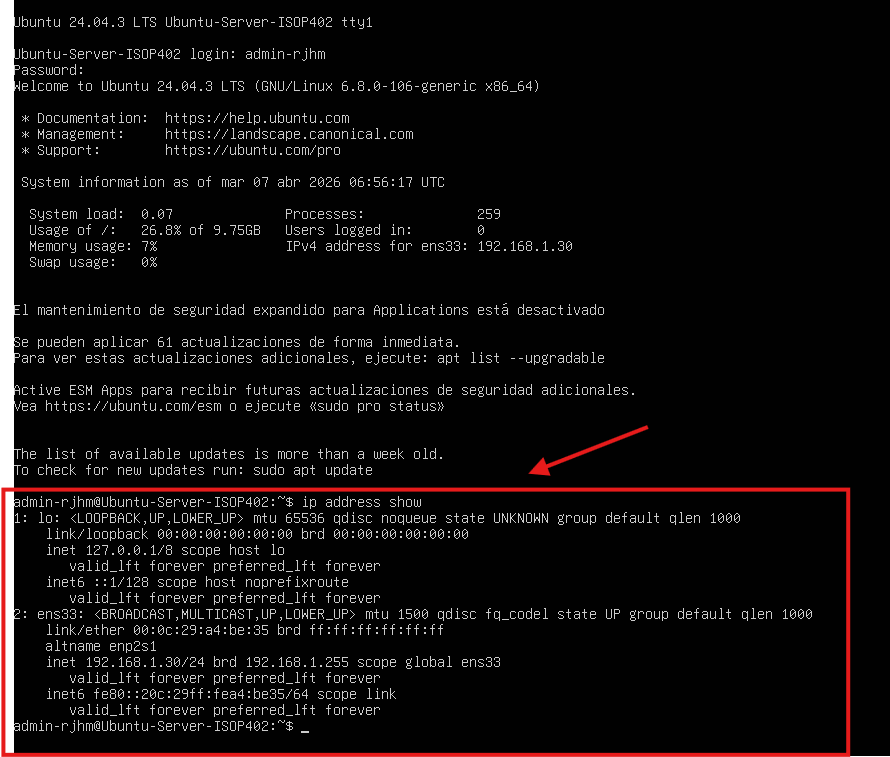 Ubuntu 24.04.3 LTS Ubuntu-Server-ISOP402 tty1
Ubuntu-Server-ISOP402 login: admin-rjhm
Password:
Welcome to Ubuntu 24.04.3 LTS (GNU/Linux 6.8.0-106-generic x86_64)
* Documentation: https://help.ubuntu.com
* Management: https://landscape.canonical.com
* Support: https://ubuntu.com/pro
System information as of mar 07 abr 2026 06:56:17 UTC
System load: 0.07 Processes: 259
Usage of /: 26.8% of 9.75GB Users logged in: 0
Memory usage: 7% IPv4 address for ens33: 192.168.1.30
Swap usage: 0%
El mantenimiento de seguridad expandido para Applications está desactivado
Se pueden aplicar 61 actualizaciones de forma inmediata.
Para ver estas actualizaciones adicionales, ejecute: apt list --upgradable
Active ESM Apps para recibir futuras actualizaciones de seguridad adicionales.
Vea https://ubuntu.com/esm o ejecute «sudo pro status»
The list of available updates is more than a week old.
To check for new updates run: sudo apt update
admin-rjhm@Ubuntu-Server-ISOP402:~$ ip address show
1: lo: <LOOPBACK,UP,LOWER_UP> mtu 65536 qdisc noqueue state UNKNOWN group default qlen 1000
link/loopback 00:00:00:00:00:00 brd 00:00:00:00:00:00
inet 127.0.0.1/8 scope host lo
valid_lft forever preferred_lft forever
inet6 ::1/128 scope host noprefixroute
valid_lft forever preferred_lft forever
2: ens33: <BROADCAST,MULTICAST,UP,LOWER_UP> mtu 1500 qdisc fq_codel state UP group default qlen 1000
link/ether 00:0c:29:a4:be:35 brd ff:ff:ff:ff:ff:ff
altname enp2s1
inet 192.168.1.30/24 brd 192.168.1.255 scope global ens33
valid_lft forever preferred_lft forever
inet6 fe80::20c:29ff:fea4:be35/64 scope link
valid_lft forever preferred_lft forever
admin-rjhm@Ubuntu-Server-ISOP402:~$ _